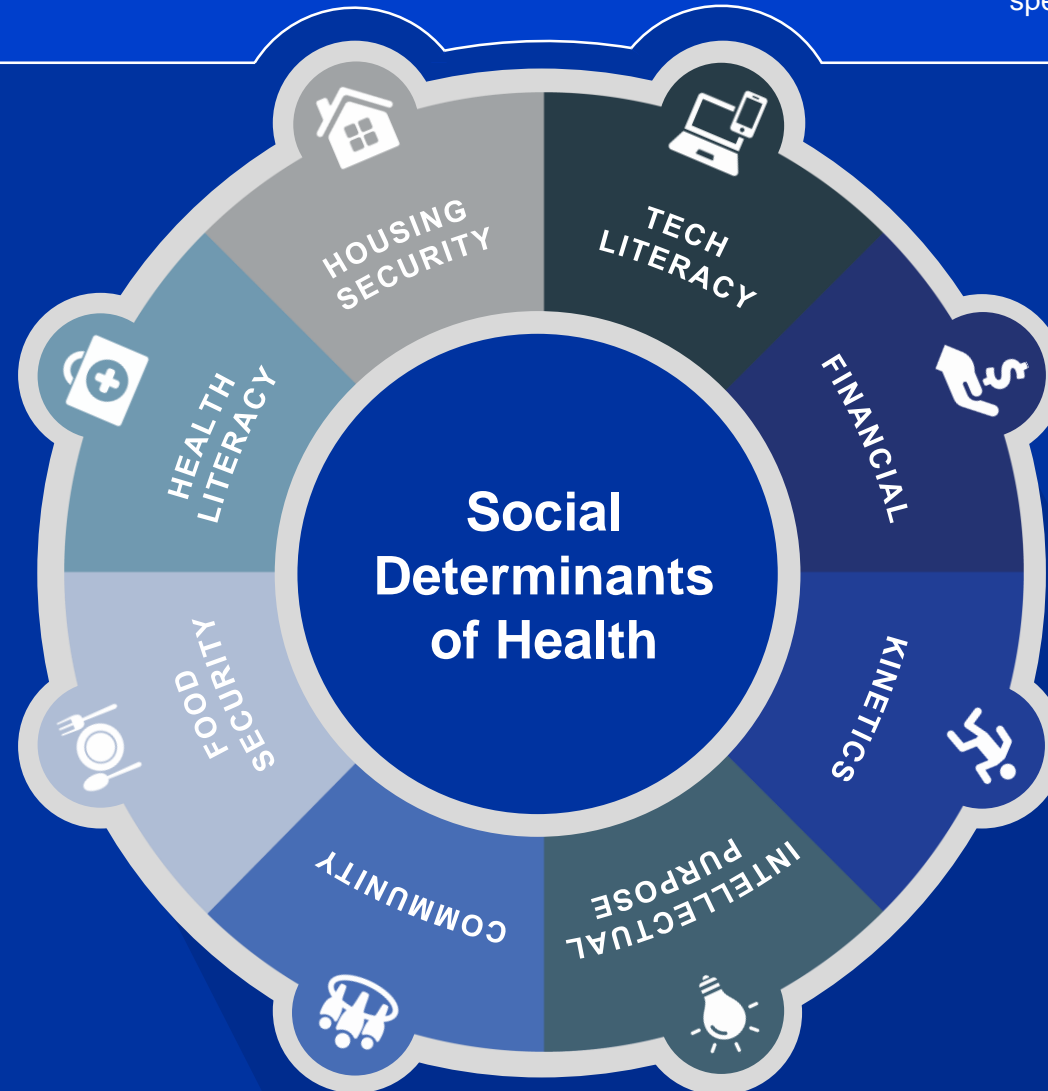 Social
Determinants
of Health
HOUSING
SECURITY
TECH
LITERACY
FINANCIAL
KINETICS
INTELLECTUAL
PURPOSE
COMMUNITY
FOOD
SECURITY
HEALTH
LITERACY